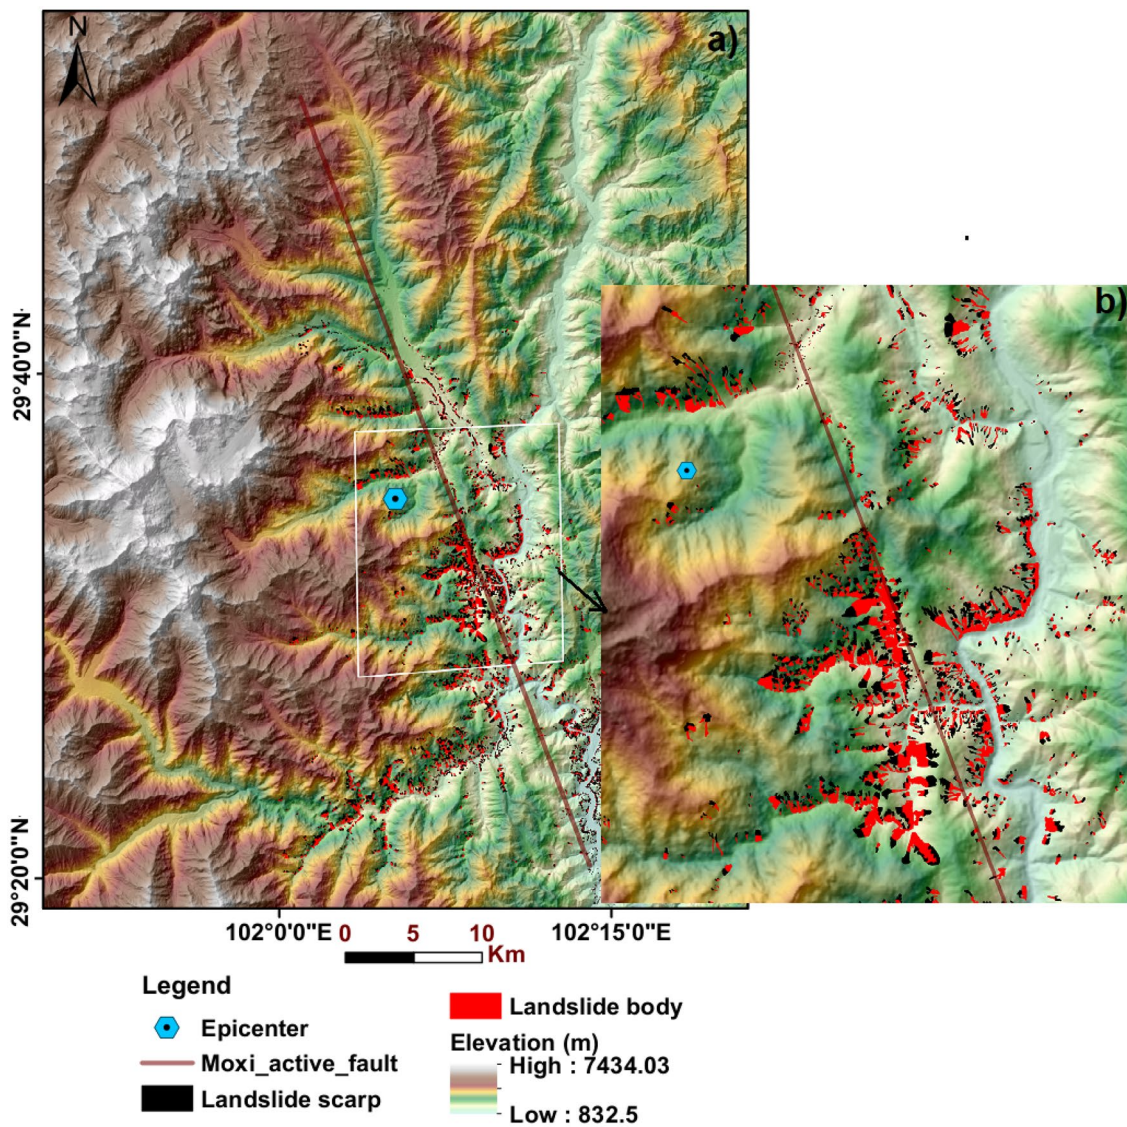 N
a)
b)
29°40'0"N
29°20'0"N
102°0'0"E
102°15'0"E
0 5 10
Km
Legend
Epicenter
Moxi_active_fault
Landslide scarp
Landslide body
Elevation (m)
High : 7434.03
Low : 832.5